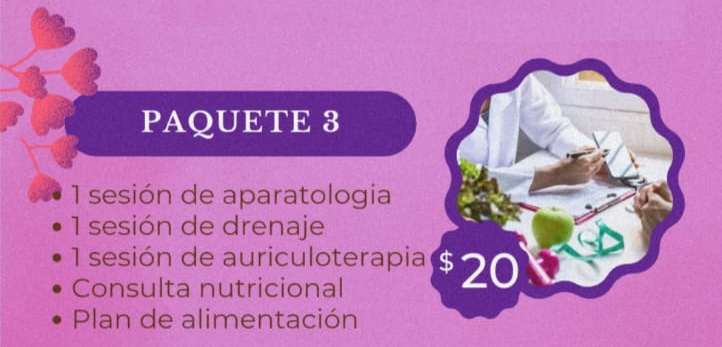 PAQUETE 3
• 1 sesión de aparatologia
• 1 sesión de drenaje
• 1 sesión de auriculoterapia
• Consulta nutricional
• Plan de alimentación
$20